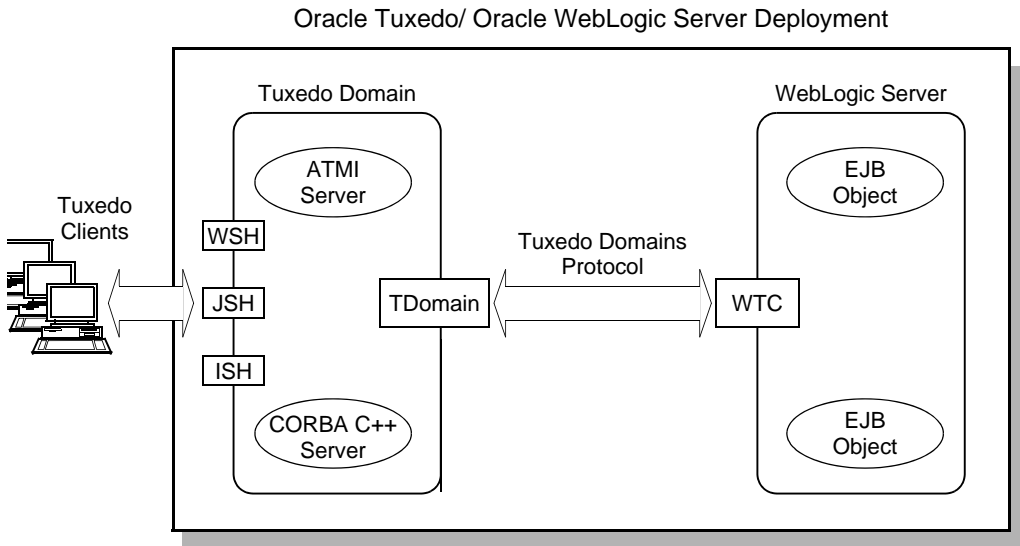 Oracle Tuxedo/ Oracle WebLogic Server Deployment
Tuxedo Domain
WebLogic Server
ATMI
Server
EJB
Object
Tuxedo
Clients
WSH
Tuxedo Domains
Protocol
JSH
TDomain
WTC
ISH
CORBA C++
Server
EJB
Object